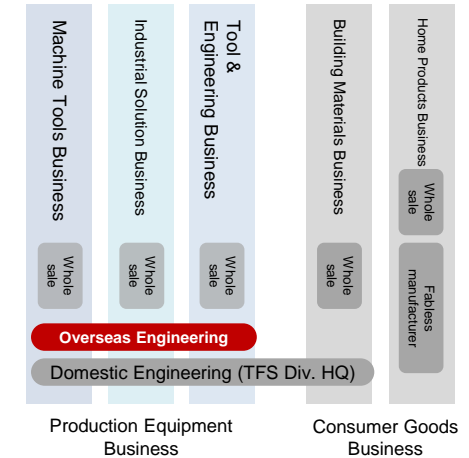 Machine Tools Business
Industrial Solution Business
Tool &
Engineering Business
Building Materials Business
Home Products Business
Whole
sale
Whole
sale
Whole
sale
Whole
sale
Whole
sale
Fabless
manufacturer
Overseas Engineering
Domestic Engineering (TFS Div. HQ)
Production Equipment
Business
Consumer Goods
Business